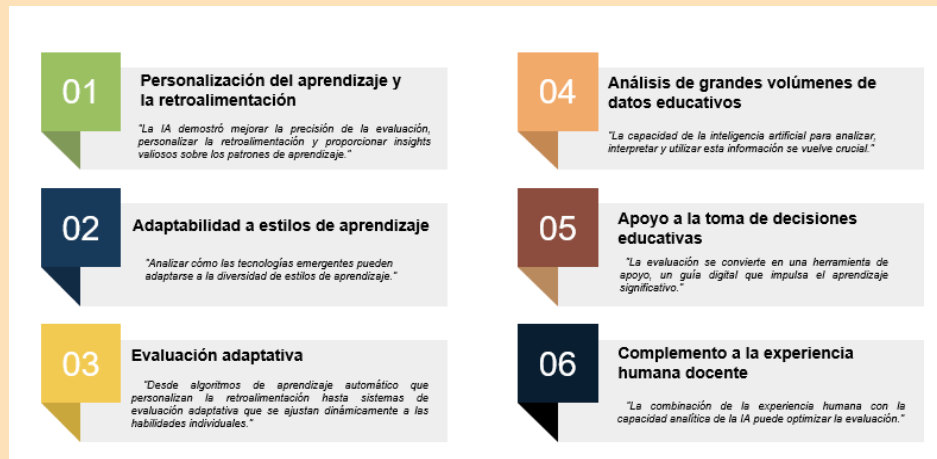 01
Personalización del aprendizaje y
la retroalimentación
"La IA demostró mejorar la precisión de la evaluación,
personalizar la retroalimentación y proporcionar insights
valiosos sobre los patrones de aprendizaje."
02
Adaptabilidad a estilos de aprendizaje
"Analizar cómo las tecnologías emergentes pueden
adaptarse a la diversidad de estilos de aprendizaje."
03
Evaluación adaptativa
"Desde algoritmos de aprendizaje automático que
personalizan la retroalimentación hasta sistemas de
evaluación adaptativa que se ajustan dinámicamente a las
habilidades individuales."
04
Análisis de grandes volúmenes de
datos educativos
"La capacidad de la inteligencia artificial para analizar,
interpretar y utilizar esta información se vuelve crucial."
05
Apoyo a la toma de decisiones
educativas
"La evaluación se convierte en una herramienta de
apoyo, un guía digital que impulsa el aprendizaje
significativo."
06
Complemento a la experiencia
humana docente
"La combinación de la experiencia humana con la
capacidad analítica de la IA puede optimizar la evaluación."